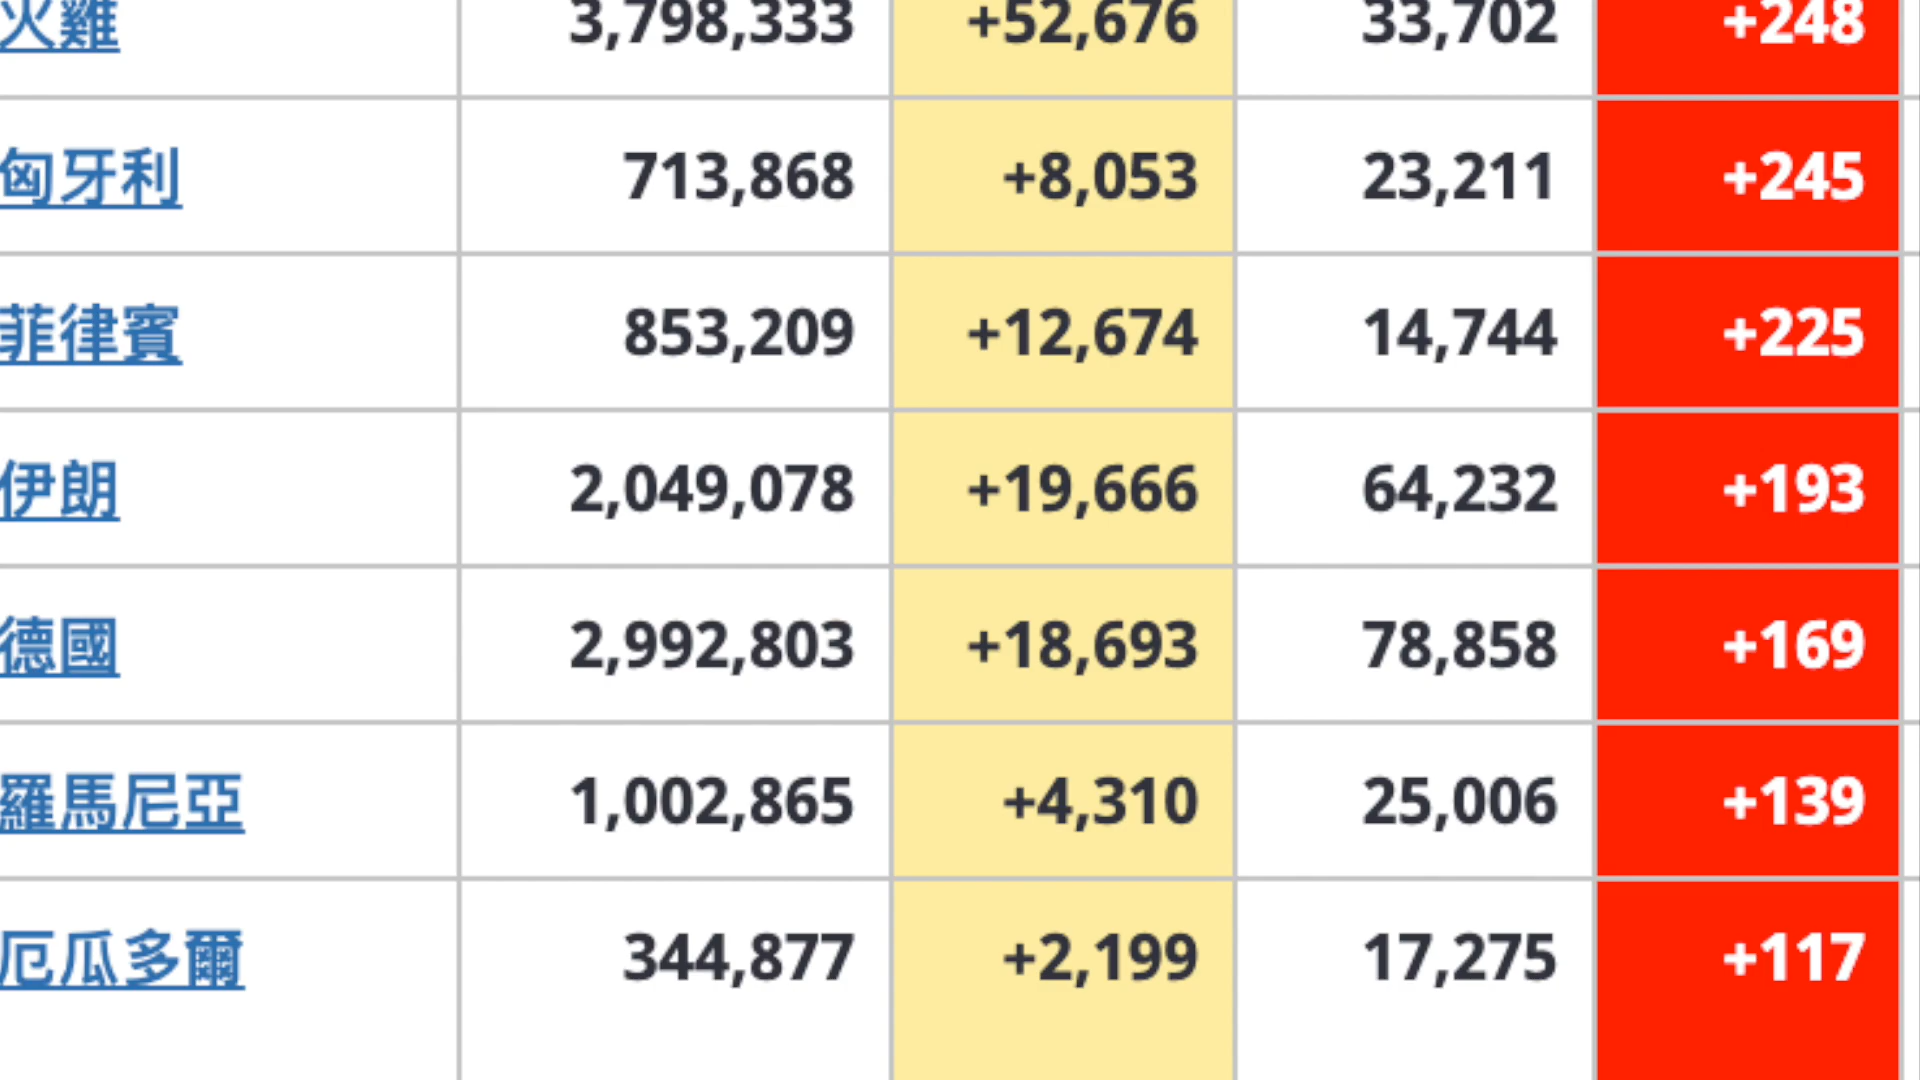 火雞 3,798,333 +52,676 33,702 +248
匈牙利 713,868 +8,053 23,211 +245
菲律賓 853,209 +12,674 14,744 +225
伊朗 2,049,078 +19,666 64,232 +193
德國 2,992,803 +18,693 78,858 +169
羅馬尼亞 1,002,865 +4,310 25,006 +139
厄瓜多爾 344,877 +2,199 17,275 +117